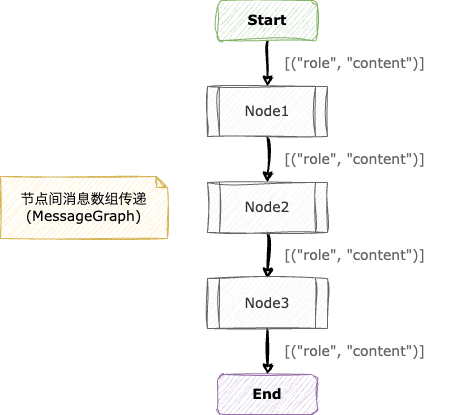 Start
[("role", "content")]
Node1
[("role", "content")]
节点间消息数组传递
(MessageGraph)
Node2
[("role", "content")]
Node3
[("role", "content")]
End